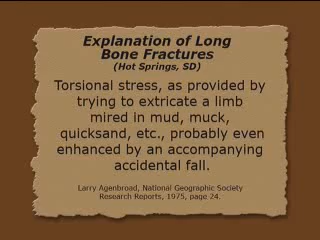 Explanation of Long
Bone Fractures
(Hot Springs, SD)
Torsional stress, as provided by
trying to extricate a limb
mired in mud, muck,
quicksand, etc., probably even
enhanced by an accompanying
accidental fall.
Larry Agenbroad, National Geographic Society
Research Reports, 1975, page 24.